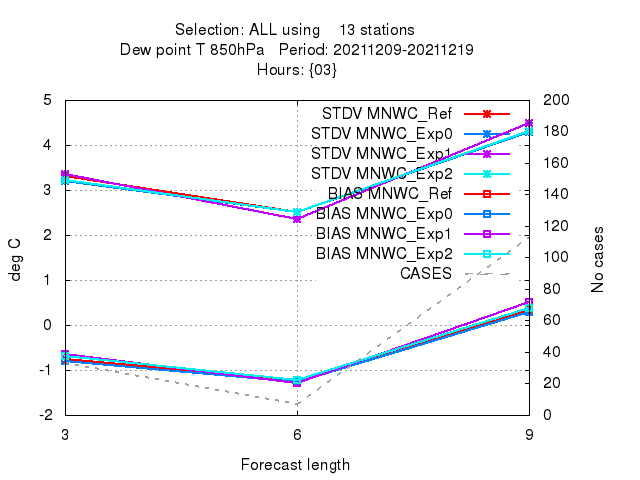 Selection: ALL using 13 stations
Dew point T 850hPa Period: 20211209-20211219
Hours: {03}
5
4
3
2
1
0
-1
-2
deg C
200
180
160
140
120
100
80
60
40
20
0
No cases
STDV MNWC_Ref
STDV MNWC_Exp0
STDV MNWC_Exp1
STDV MNWC_Exp2
BIAS MNWC_Ref
BIAS MNWC_Exp0
BIAS MNWC_Exp1
BIAS MNWC_Exp2
CASES
3 6 9
Forecast length